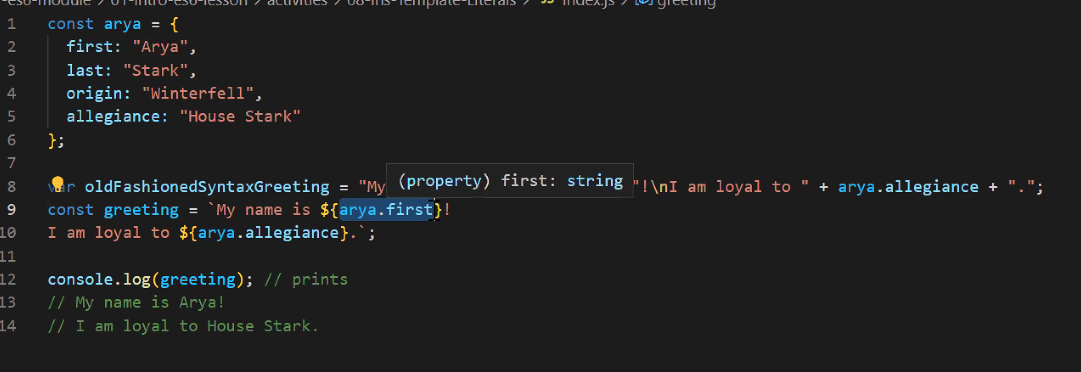 -es6-module > 01-intro-es6-lesson > activities > 08-Ins-Template-Literals > JS index.js > greeting
1 const arya = {
2 first: "Arya",
3 last: "Stark",
4 origin: "Winterfell",
5 allegiance: "House Stark"
6 };
7
(property) first: string
8 var oldFashionedSyntaxGreeting = "My "!\nI am loyal to " + arya.allegiance + ".";
9 const greeting = `My name is ${arya.first}!
10 I am loyal to ${arya.allegiance}.`;
11
12 console.log(greeting); // prints
13 // My name is Arya!
14 // I am loyal to House Stark.